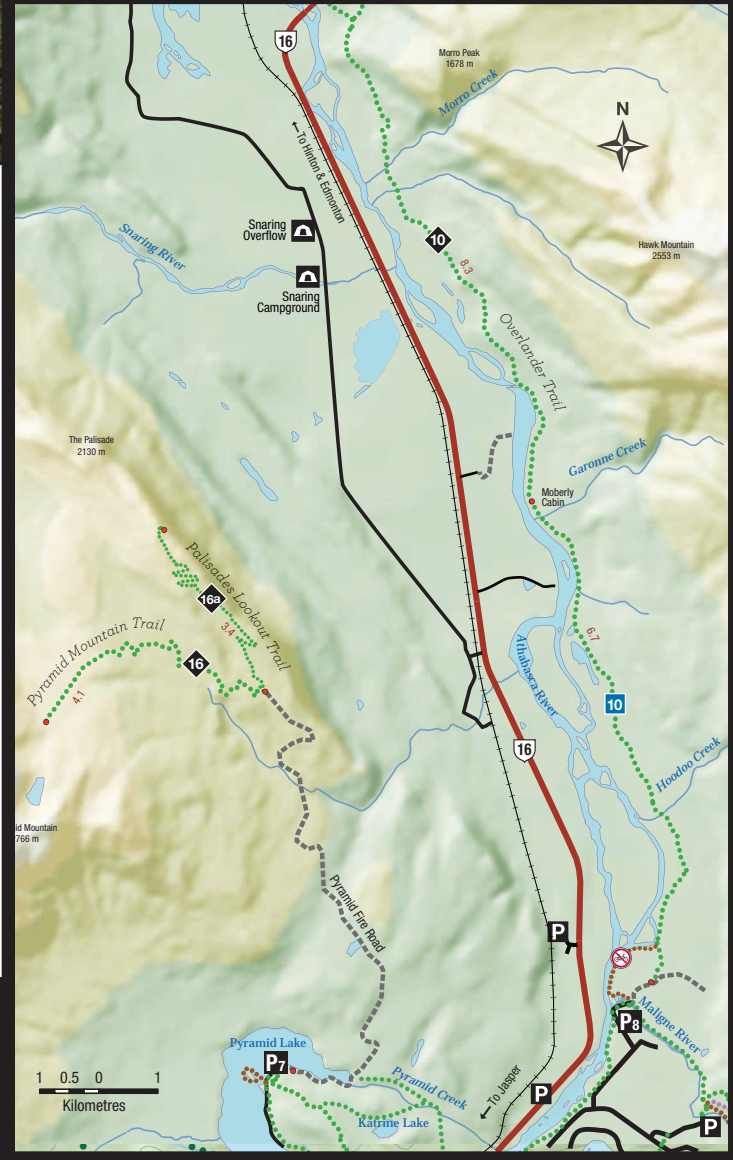 16
Morro Peak
1678 m
Morro Creek
N
To Hinton & Edmonton
Snaring
Overflow
10
8.3
Hawk Mountain
2553 m
Snaring River
Snaring
Campground
Overlander Trail
The Palisade
2130 m
Garonne Creek
Moberly
Cabin
Palisades Lookout Trail
16a
3.4
Pyramid Mountain Trail
16
4.1
6.7
Athabasca River
10
16
Hoodoo Creek
id Mountain
766 m
Pyramid Fire Road
P
P8
Maligne River
Pyramid Lake
P7
Pyramid Creek
To Jasper
P
Katrine Lake
P
1 0.5 0 1
Kilometres